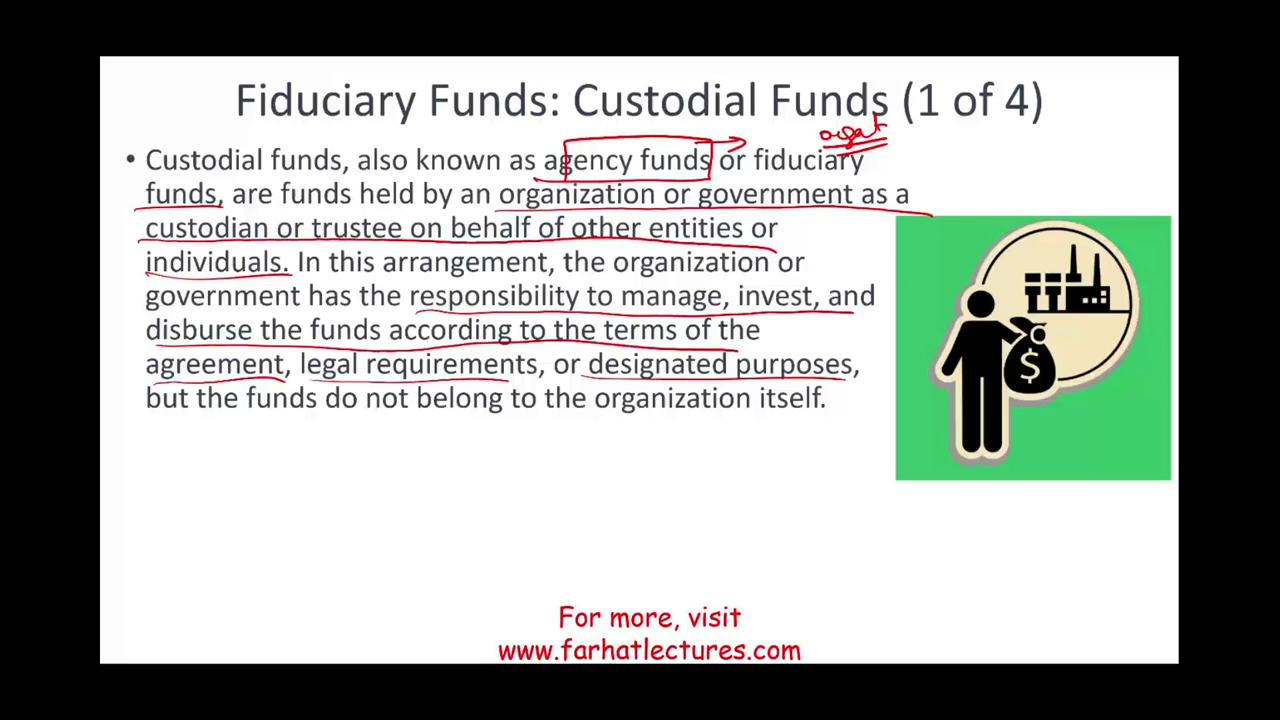 Fiduciary Funds: Custodial Funds (1 of 4)
• Custodial funds, also known as agency funds or fiduciary
funds, are funds held by an organization or government as a
custodian or trustee on behalf of other entities or
individuals. In this arrangement, the organization or
government has the responsibility to manage, invest, and
disburse the funds according to the terms of the
agreement, legal requirements, or designated purposes,
but the funds do not belong to the organization itself.
$
For more, visit
www.farhatlectures.com